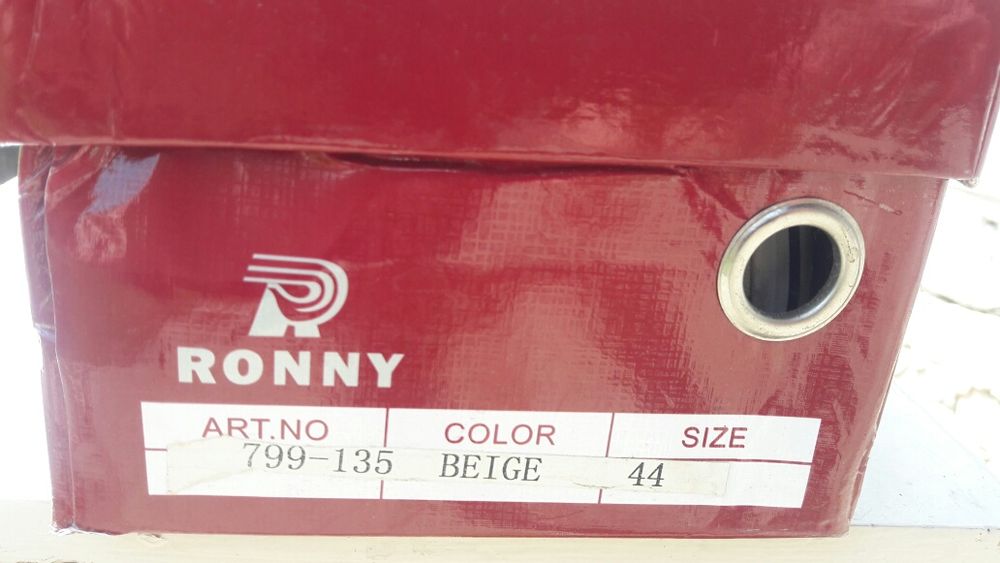 RONNY
ART.NO COLOR SIZE
799-135 BEIGE 44